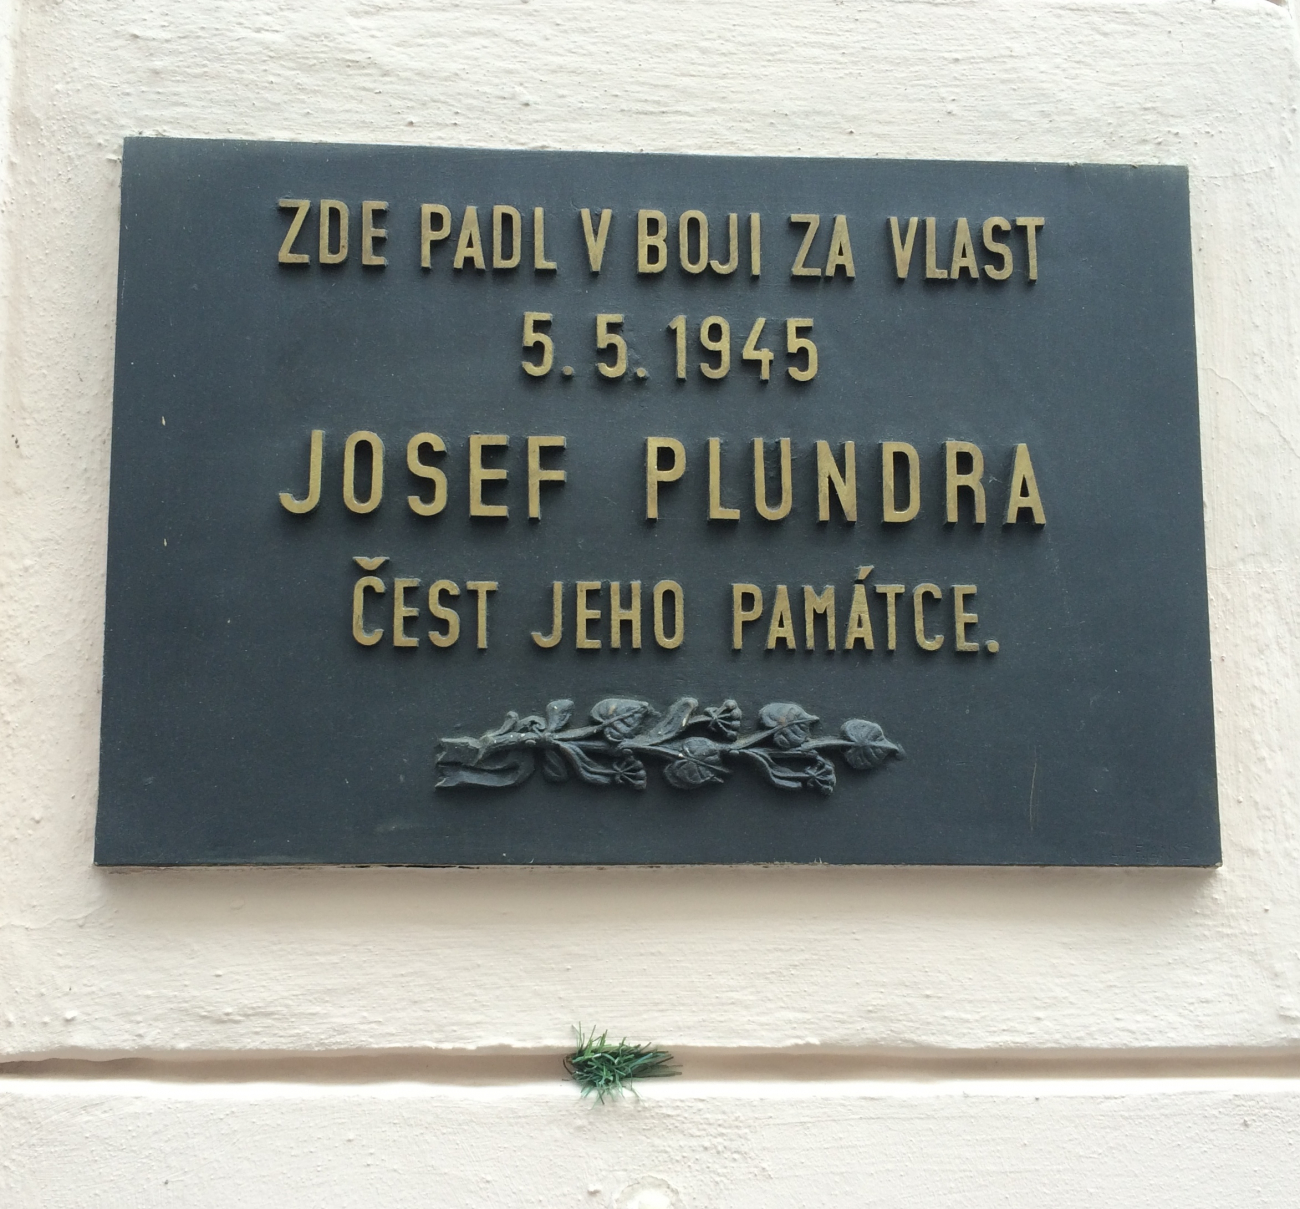 ZDE PADL V BOJI ZA VLAST
5.5.1945
JOSEF PLUNDRA
ČEST JEHO PAMÁTCE.